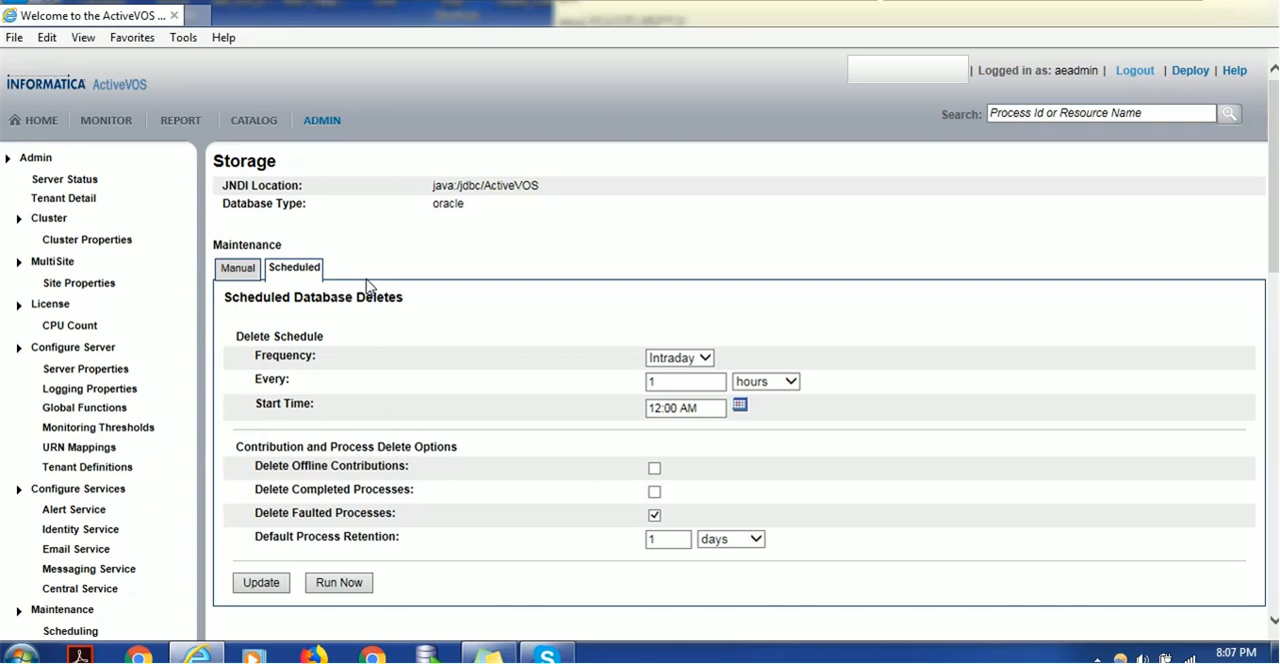 Welcome to the ActiveVOS ...
File Edit View Favorites Tools Help
INFORMATICA ActiveVOS
| Logged in as: aeadmin | Logout | Deploy | Help
HOME MONITOR REPORT CATALOG ADMIN
Search: Process Id or Resource Name
Admin
Server Status
Tenant Detail
Cluster
Cluster Properties
MultiSite
Site Properties
License
CPU Count
Configure Server
Server Properties
Logging Properties
Global Functions
Monitoring Thresholds
URN Mappings
Tenant Definitions
Configure Services
Alert Service
Identity Service
Email Service
Messaging Service
Central Service
Maintenance
Scheduling
Storage
JNDI Location: java:/jdbc/ActiveVOS
Database Type: oracle
Maintenance
Manual Scheduled
Scheduled Database Deletes
Delete Schedule
Frequency: Intraday
Every: 1 hours
Start Time: 12:00 AM
Contribution and Process Delete Options
Delete Offline Contributions:
Delete Completed Processes:
Delete Faulted Processes:
Default Process Retention: 1 days
Update Run Now
8:07 PM